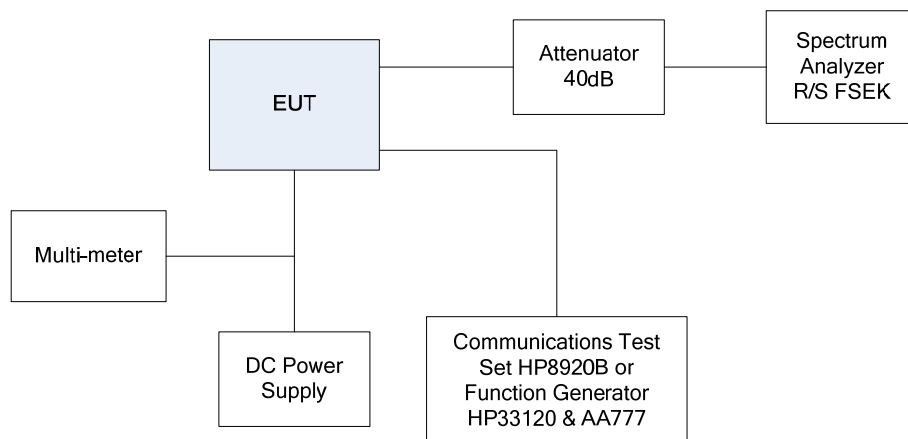 EUT
Attenuator
40dB
Spectrum
Analyzer
R/S FSEK
Multi-meter
DC Power
Supply
Communications Test
Set HP8920B or
Function Generator
HP33120 & AA777